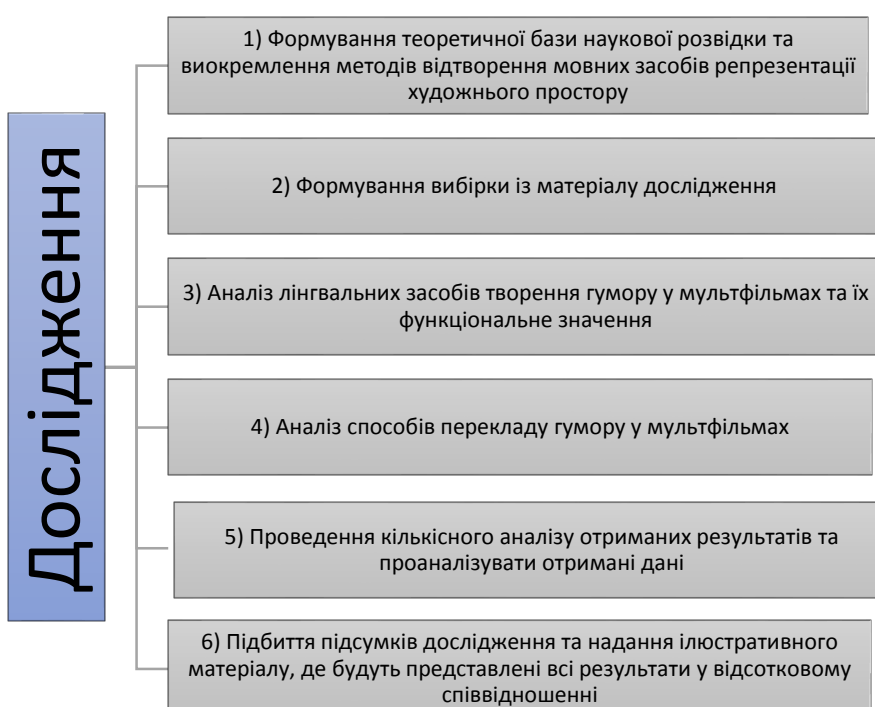 Дослідження
1) Формування теоретичної бази наукової розвідки та
виокремлення методів відтворення мовних засобів репрезентації
художнього простору
2) Формування вибірки із матеріалу дослідження
3) Аналіз лінгвальних засобів творення гумору у мультфільмах та їх
функціональне значення
4) Аналіз способів перекладу гумору у мультфільмах
5) Проведення кількісного аналізу отриманих результатів та
проаналізувати отримані дані
6) Підбиття підсумків дослідження та надання ілюстративного
матеріалу, де будуть представлені всі результати у відсотковому
співвідношенні